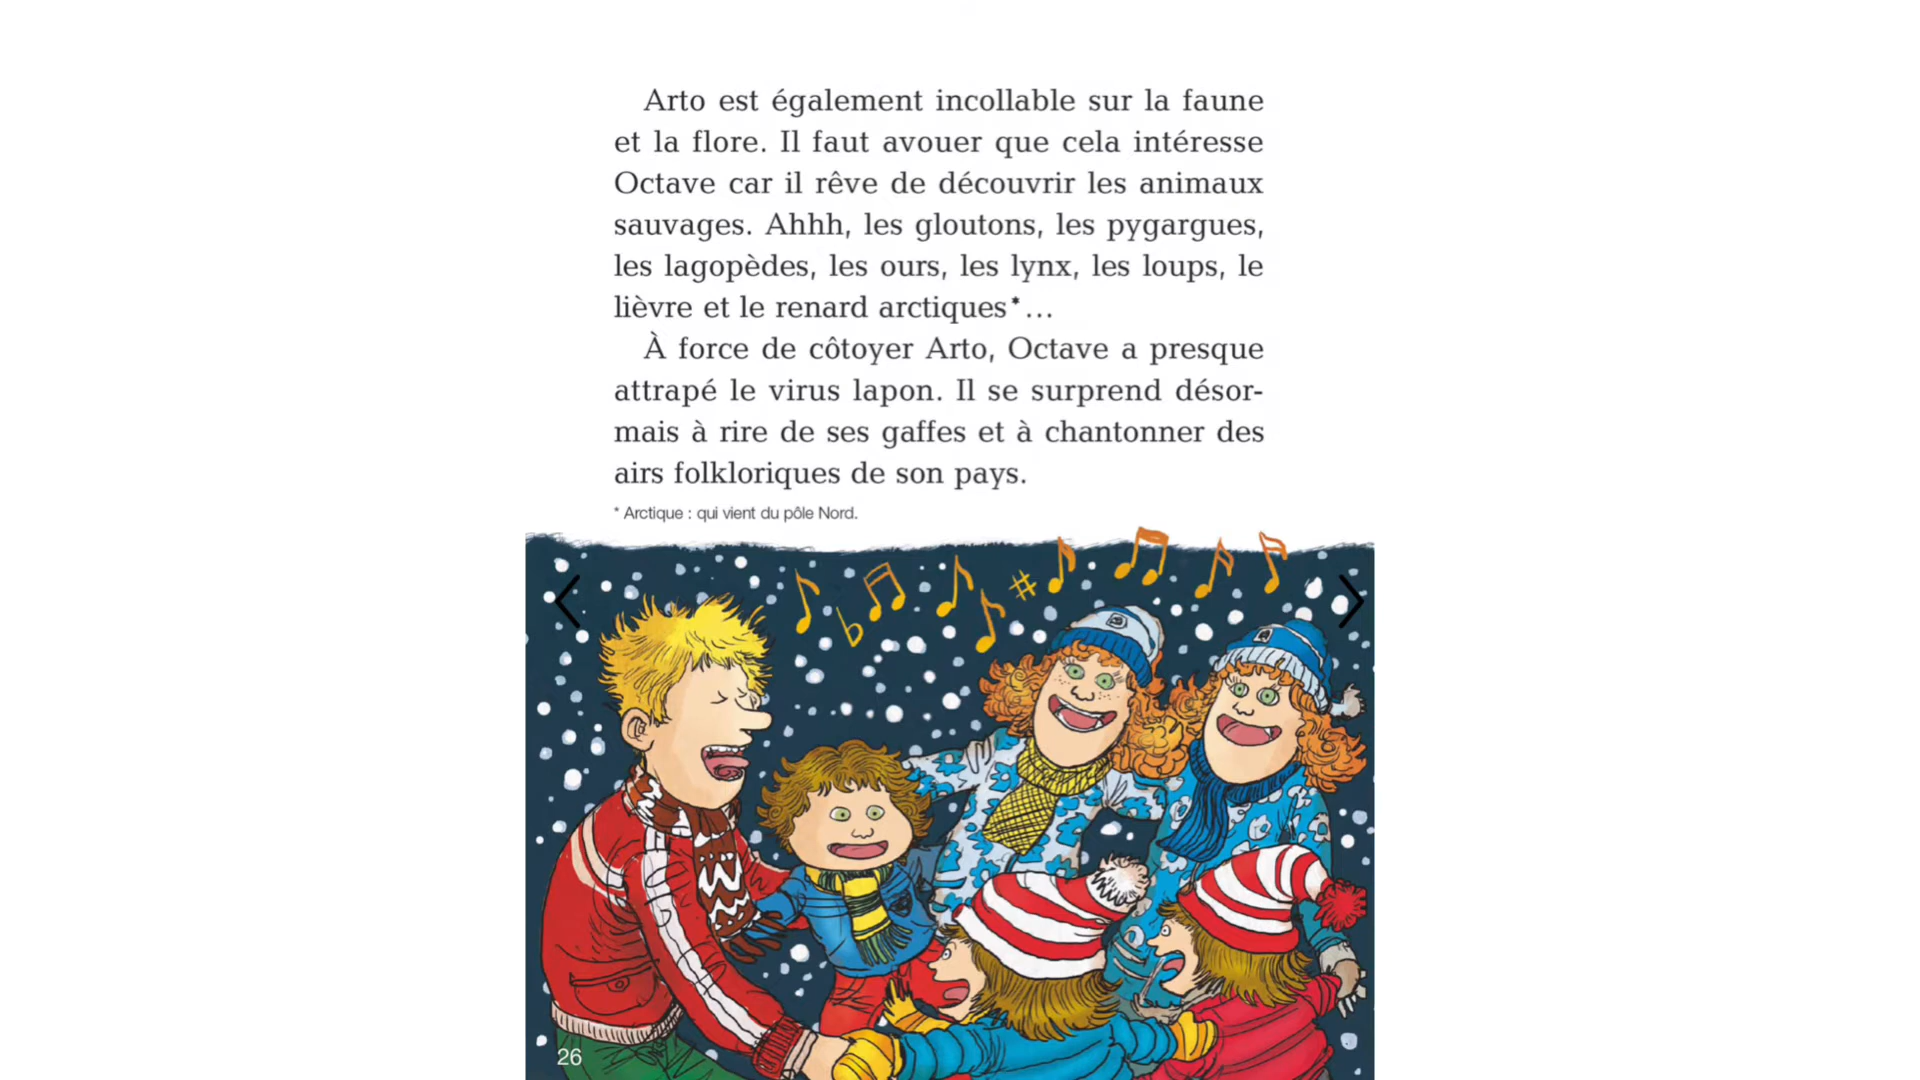 Arto est également incollable sur la faune
et la flore. Il faut avouer que cela intéresse
Octave car il rêve de découvrir les animaux
sauvages. Ahhh, les gloutons, les pygargues,
les lagopèdes, les ours, les lynx, les loups, le
lièvre et le renard arctiques*...
À force de côtoyer Arto, Octave a presque
attrapé le virus lapon. Il se surprend désor-
mais à rire de ses gaffes et à chantonner des
airs folkloriques de son pays.
* Arctique : qui vient du pôle Nord.
26